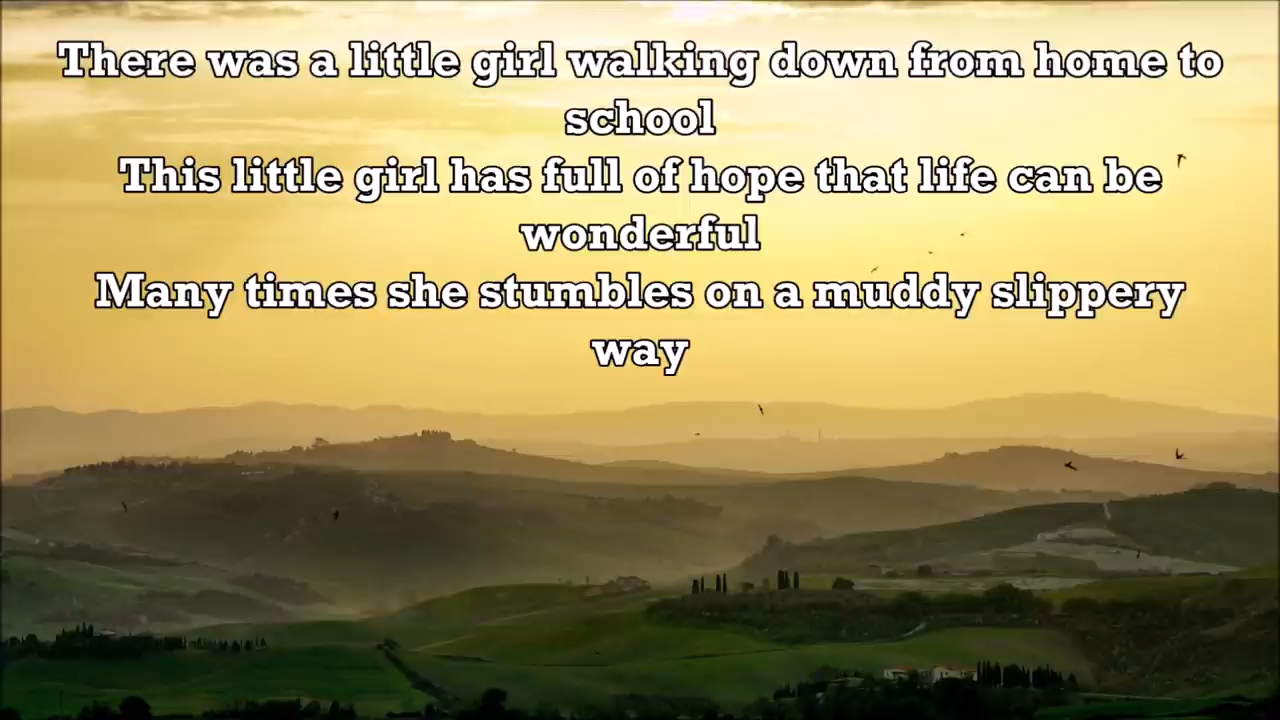 There was a little girl walking down from home to
school
This little girl has full of hope that life can be
wonderful
Many times she stumbles on a muddy slippery
way